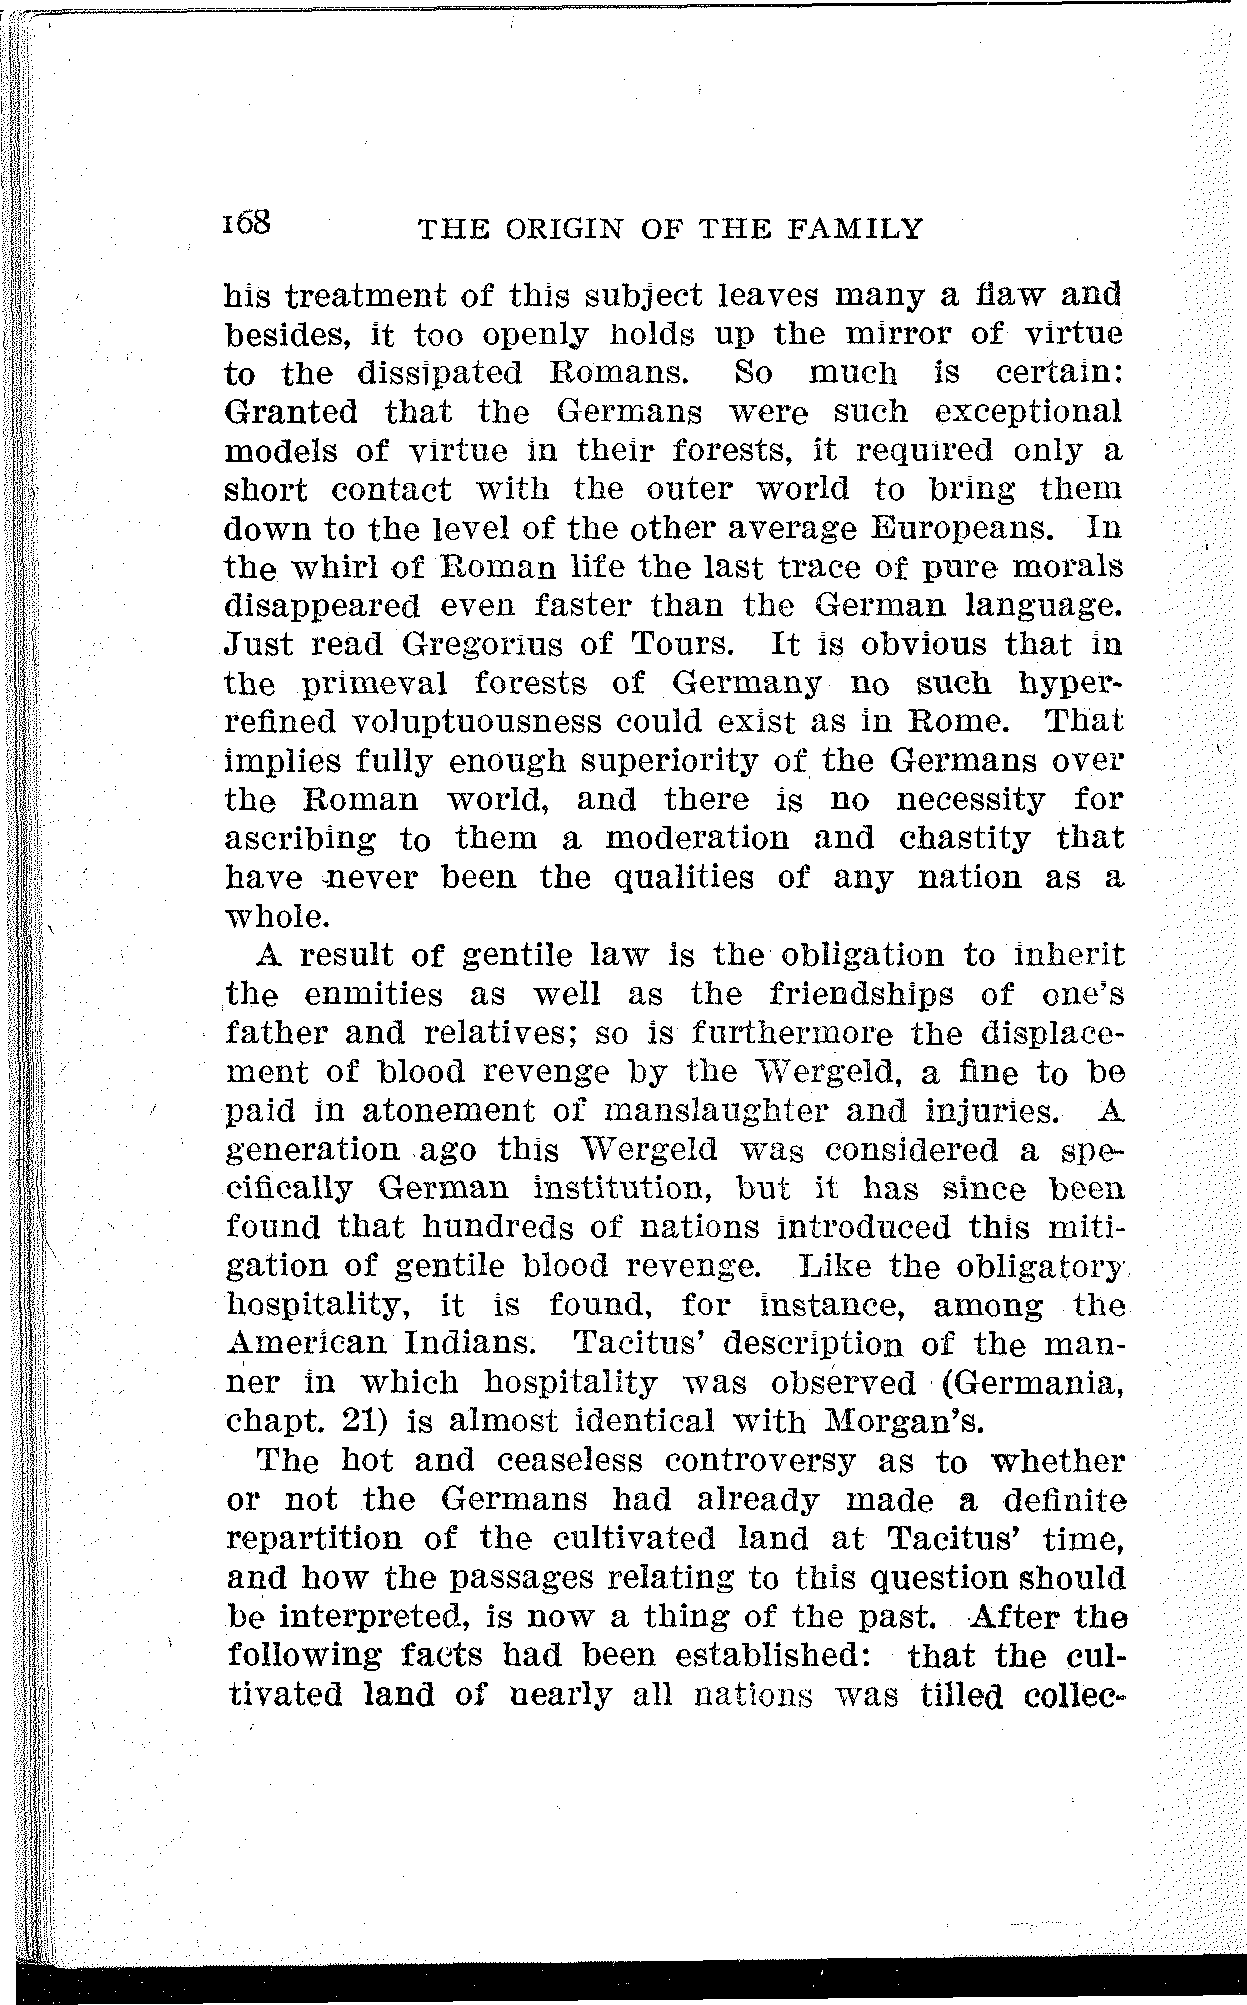 168 THE ORIGIN OF THE FAMILY
his treatment of this subject leaves many a flaw and
besides, it too openly holds up the mirror of virtue
to the dissipated Romans. So much is certain:
Granted that the Germans were such exceptional
models of virtue in their forests, it required only a
short contact with the outer world to bring them
down to the level of the other average Europeans. In
the whirl of Roman life the last trace of pure morals
disappeared even faster than the German language.
Just read Gregorius of Tours. It is obvious that in
the primeval forests of Germany no such hyper-
refined voluptuousness could exist as in Rome. That
implies fully enough superiority of the Germans over
the Roman world, and there is no necessity for
ascribing to them a moderation and chastity that
have never been the qualities of any nation as a
whole.
A result of gentile law is the obligation to inherit
the enmities as well as the friendships of one's
father and relatives; so is furthermore the displace-
ment of blood revenge by the Wergeld, a fine to be
paid in atonement of manslaughter and injuries. A
generation ago this Wergeld was considered a spe-
cifically German institution, but it has since been
found that hundreds of nations introduced this miti-
gation of gentile blood revenge. Like the obligatory
hospitality, it is found, for instance, among the
American Indians. Tacitus' description of the man-
ner in which hospitality was observed (Germania,
chapt. 21) is almost identical with Morgan's.
The hot and ceaseless controversy as to whether
or not the Germans had already made a definite
repartition of the cultivated land at Tacitus' time,
and how the passages relating to this question should
be interpreted, is now a thing of the past. After the
following facts had been established: that the cul-
tivated land of nearly all nations was tilled collec-